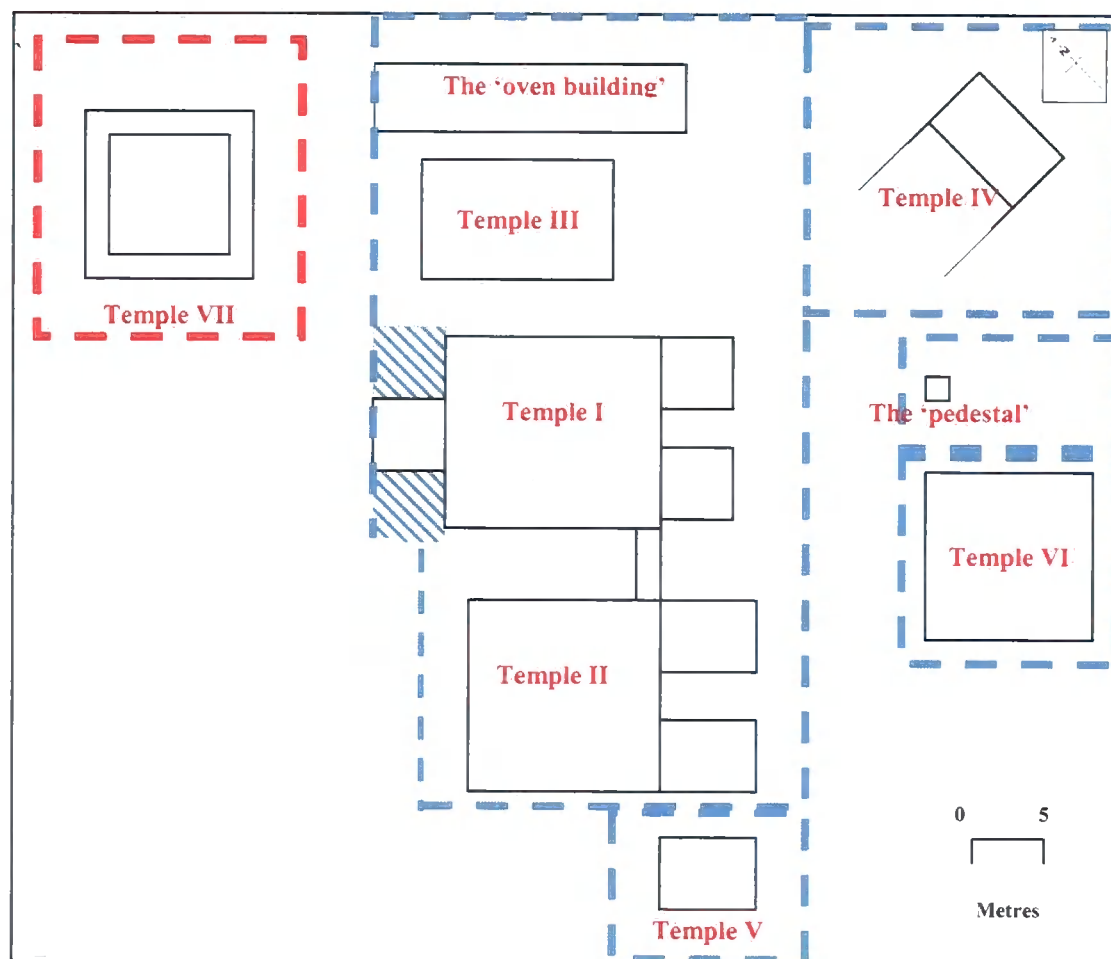 The 'oven building'
Temple III
Temple IV
Temple VII
Temple I
The 'pedestal'
Temple VI
Temple II
0 5
Metres
Temple V